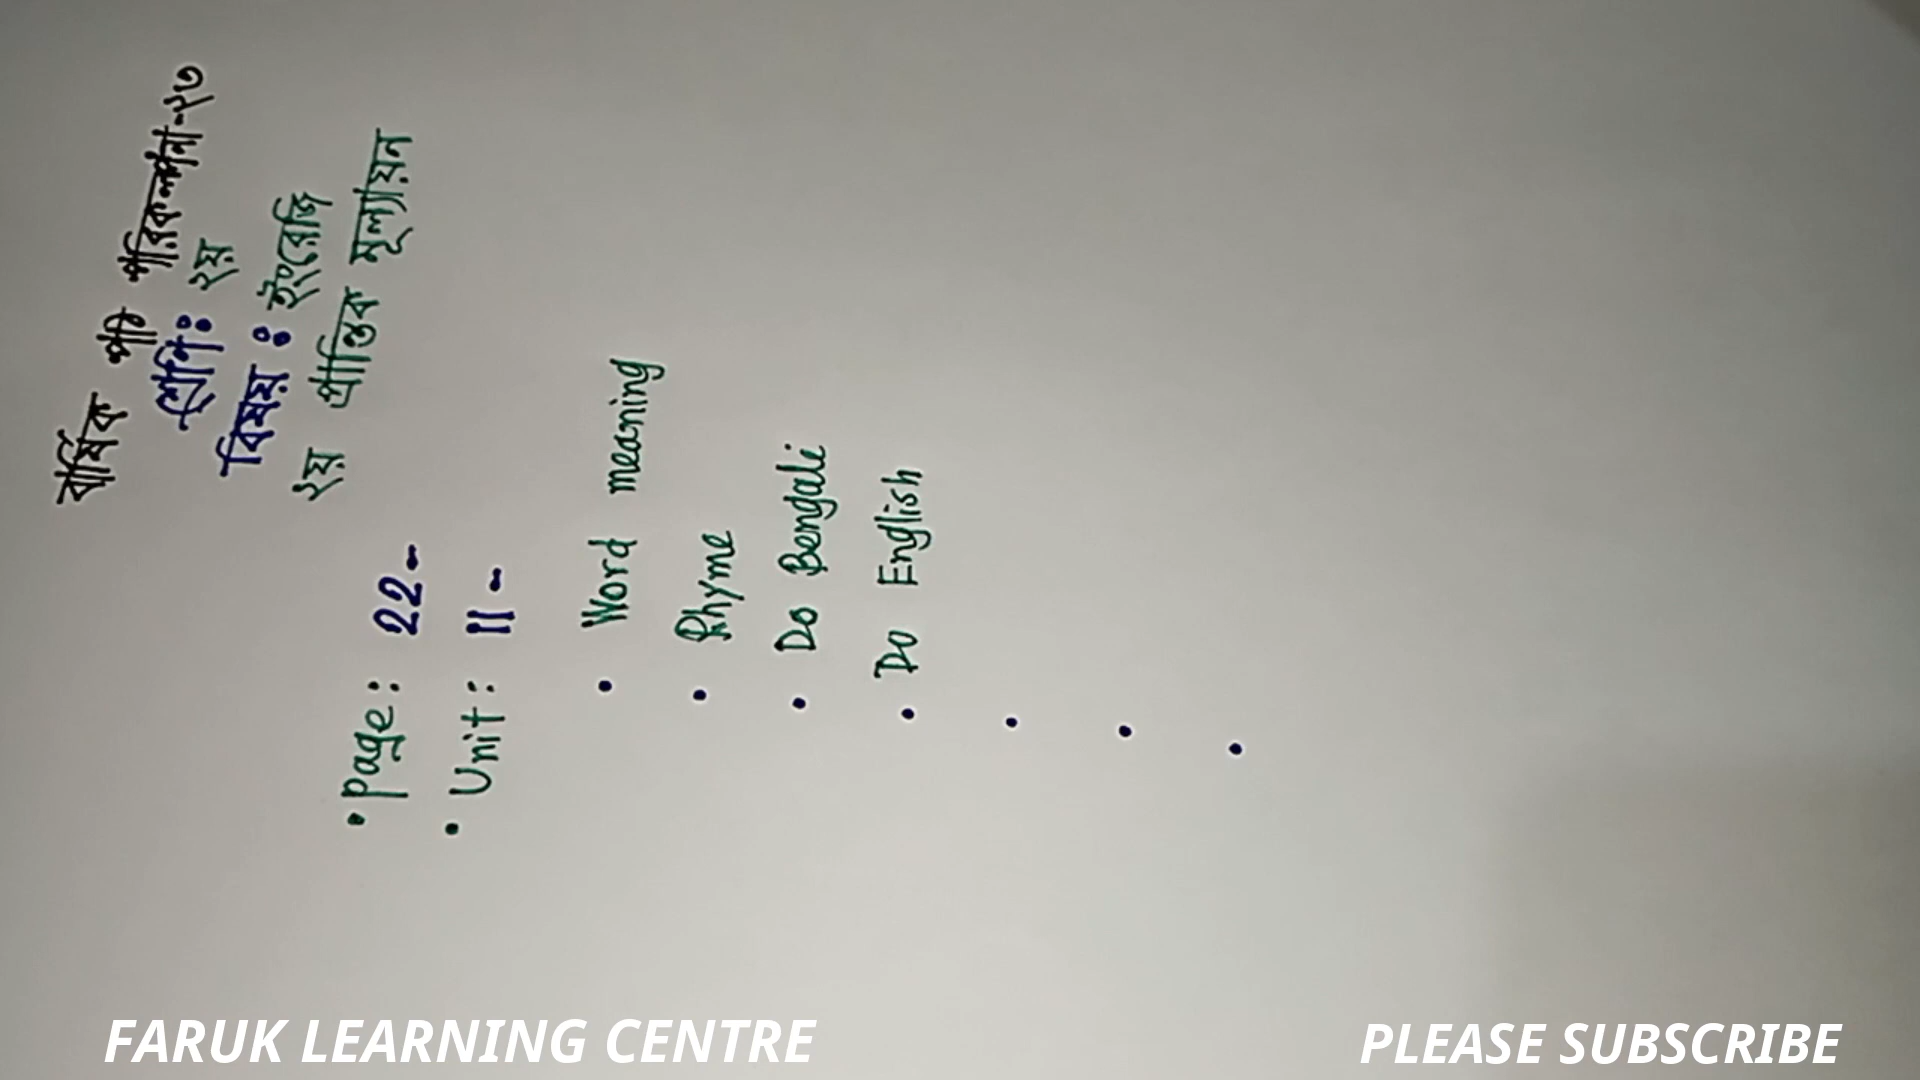 বার্ষিক পাঠ পরিকল্পনা-২৩
শ্রেণি: ২য়
বিষয়: ইংরেজি
২য় প্রান্তিক মূল্যায়ন
• Page: 22-
• Unit: 11-
• Word meaning
• Rhyme
• Do Bengali
• Do English
•
•
•
FARUK LEARNING CENTRE
PLEASE SUBSCRIBE